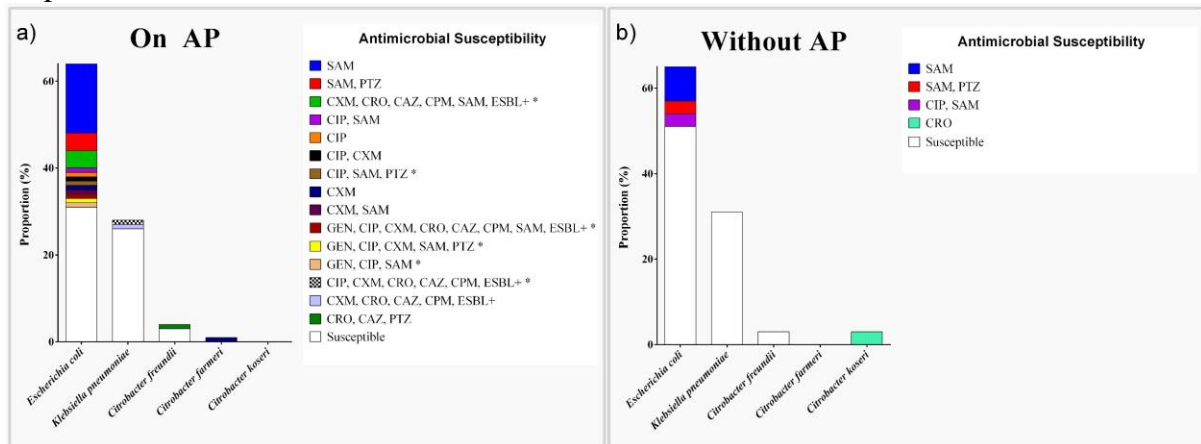 a)
On AP
Antimicrobial Susceptibility
SAM
SAM, PTZ
CXM, CRO, CAZ, CPM, SAM, ESBL+ *
CIP, SAM
CIP
CIP, CXM
CIP, SAM, PTZ *
CXM
CXM, SAM
GEN, CIP, CXM, CRO, CAZ, CPM, SAM, ESBL+ *
GEN, CIP, CXM, SAM, PTZ *
GEN, CIP, SAM *
CIP, CXM, CRO, CAZ, CPM, ESBL+ *
CXM, CRO, CAZ, CPM, ESBL+
CRO, CAZ, PTZ
Susceptible
Proportion (%)
60
40
20
0
Escherichia coli
Klebsiella pneumoniae
Citrobacter freundii
Citrobacter farmeri
Citrobacter koseri
b)
Without AP
Antimicrobial Susceptibility
SAM
SAM, PTZ
CIP, SAM
CRO
Susceptible
Proportion (%)
60
40
20
0
Escherichia coli
Klebsiella pneumoniae
Citrobacter freundii
Citrobacter farmeri
Citrobacter koseri